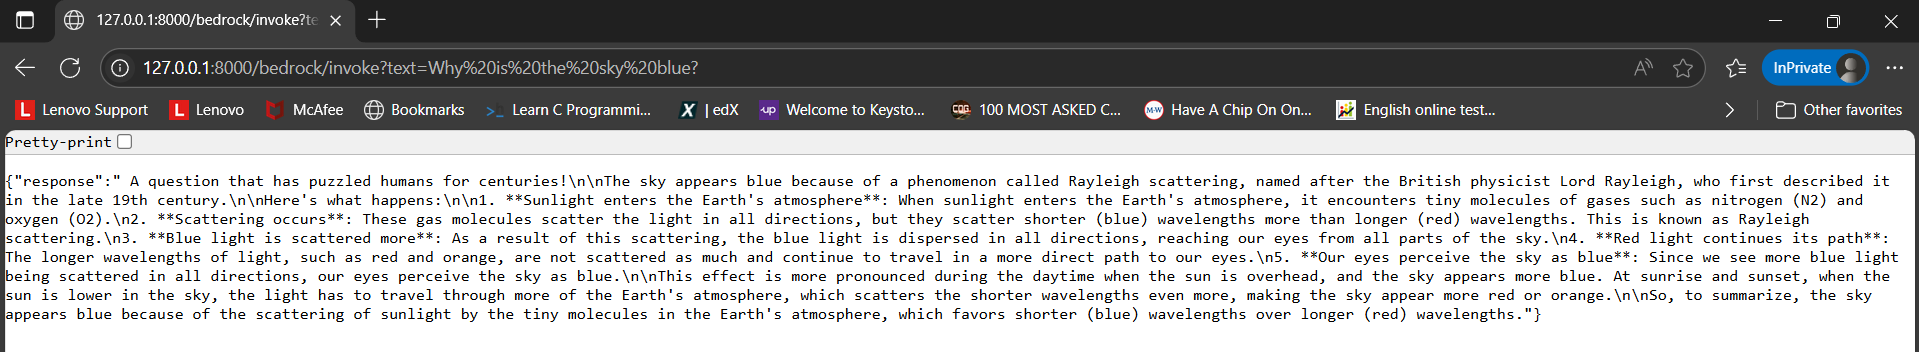 127.0.0.1:8000/bedrock/invoke?te
127.0.0.1:8000/bedrock/invoke?text=Why%20is%20the%20sky%20blue?
InPrivate
L Lenovo Support L Lenovo McAfee Bookmarks Learn C Programmi... X | edX up Welcome to Keysto... CQG 100 MOST ASKED C... M-W Have A Chip On On... English online test... Other favorites
Pretty-print
{"response":" A question that has puzzled humans for centuries!\n\nThe sky appears blue because of a phenomenon called Rayleigh scattering, named after the British physicist Lord Rayleigh, who first described it
in the late 19th century.\n\nHere's what happens:\n\n1. **Sunlight enters the Earth's atmosphere**: When sunlight enters the Earth's atmosphere, it encounters tiny molecules of gases such as nitrogen (N2) and
oxygen (O2).\n2. **Scattering occurs**: These gas molecules scatter the light in all directions, but they scatter shorter (blue) wavelengths more than longer (red) wavelengths. This is known as Rayleigh
scattering.\n3. **Blue light is scattered more**: As a result of this scattering, the blue light is dispersed in all directions, reaching our eyes from all parts of the sky.\n4. **Red light continues its path**:
The longer wavelengths of light, such as red and orange, are not scattered as much and continue to travel in a more direct path to our eyes.\n5. **Our eyes perceive the sky as blue**: Since we see more blue light
being scattered in all directions, our eyes perceive the sky as blue.\n\nThis effect is more pronounced during the daytime when the sun is overhead, and the sky appears more blue. At sunrise and sunset, when the
sun is lower in the sky, the light has to travel through more of the Earth's atmosphere, which scatters the shorter wavelengths even more, making the sky appear more red or orange.\n\nSo, to summarize, the sky
appears blue because of the scattering of sunlight by the tiny molecules in the Earth's atmosphere, which favors shorter (blue) wavelengths over longer (red) wavelengths."}